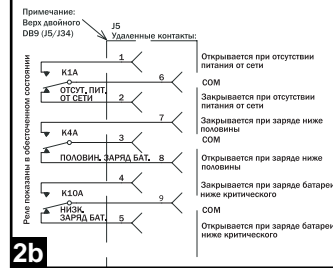 Примечание:
Верх двойного
DB9 (J5/J34)
J5
Удаленные контакты:
Реле показаны в обесточенном состоянии
1
Открывается при отсутствии
питания от сети
K1A
6
COM
ОТСУТ. ПИТ.
ОТ СЕТИ
2
Закрывается при отсутствии
питания от сети
7
Закрывается при заряде ниже
половины
K4A
3
COM
ПОЛОВИН. ЗАРЯД БАТ.
8
Открывается при заряде ниже
половины
4
Закрывается при заряде батареи
ниже критического
K10A
9
COM
НИЗК.
ЗАРЯД БАТ.
5
Открывается при заряде батареи
ниже критического
2b